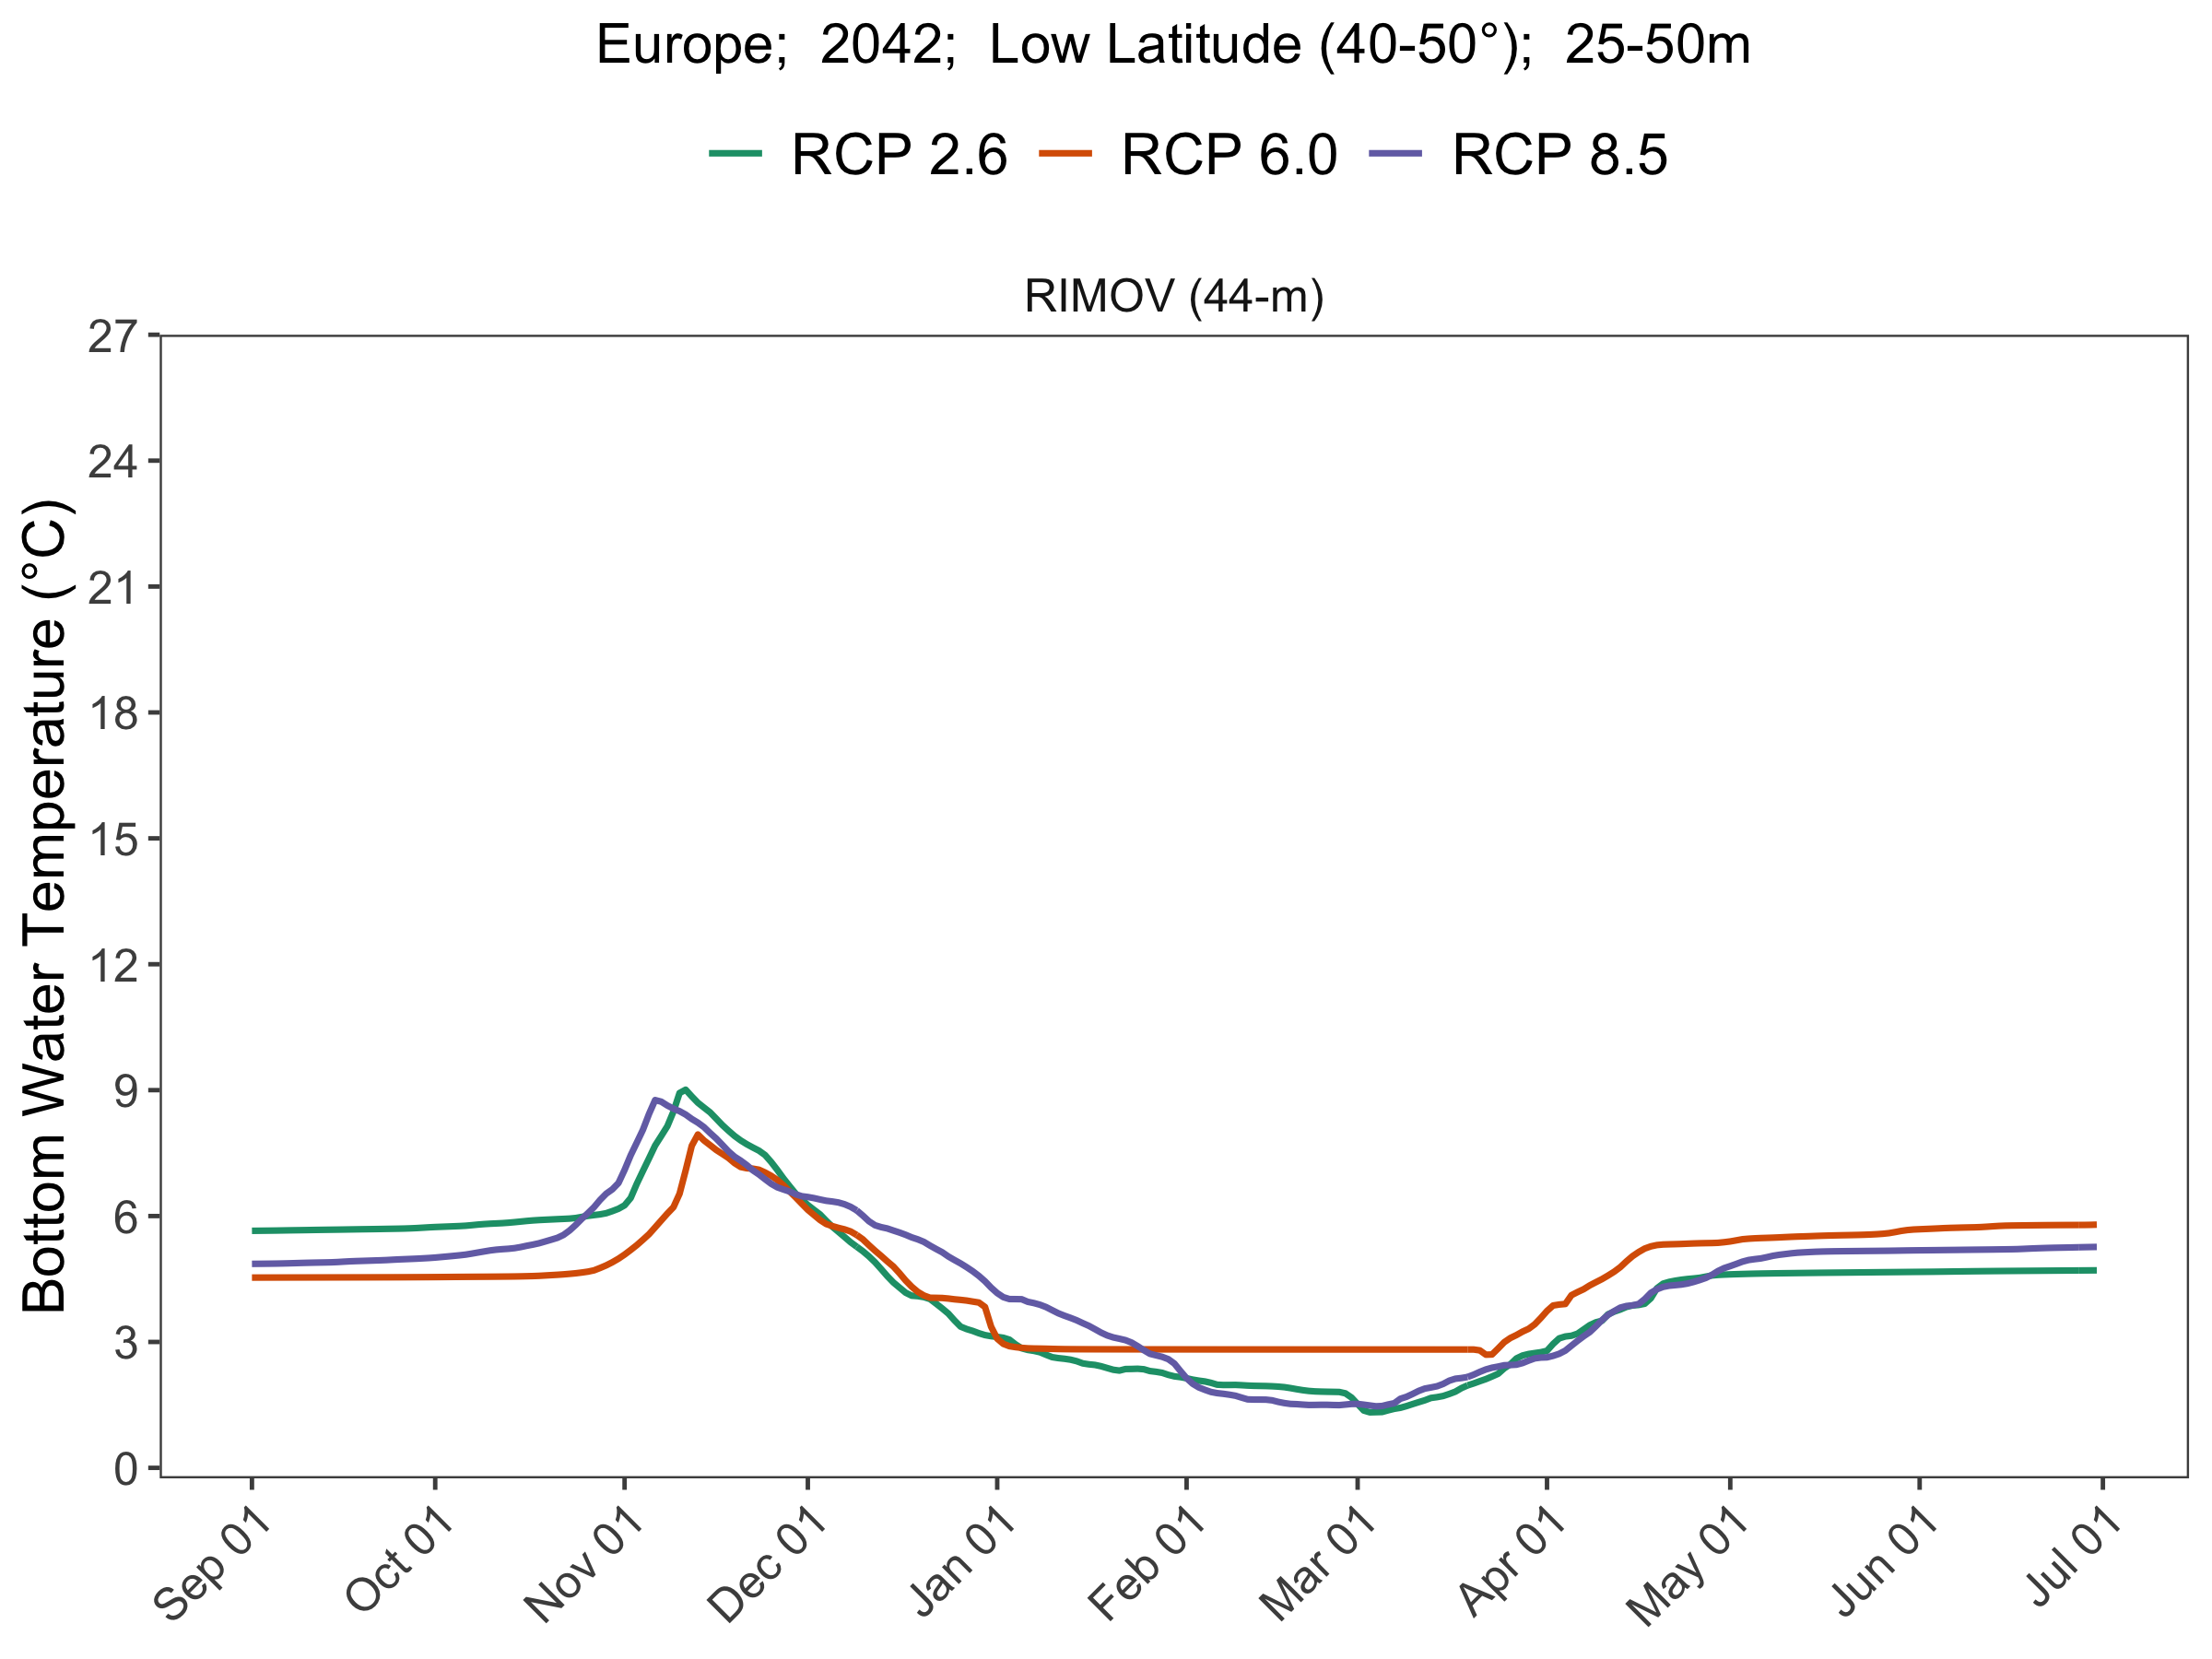 Europe;  2042;  Low Latitude (40-50°);  25-50m
RCP 2.6 RCP 6.0 RCP 8.5
RIMOV (44-m)
Bottom Water Temperature (°C)
27
24
21
18
15
12
9
6
3
0
Sep 01 Oct 01 Nov 01 Dec 01 Jan 01 Feb 01 Mar 01 Apr 01 May 01 Jun 01 Jul 01